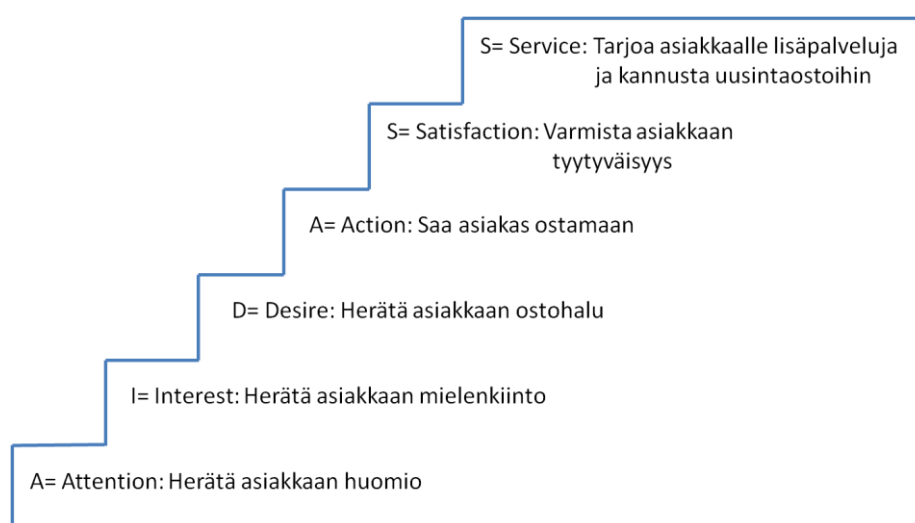 S= Service: Tarjoa asiakkaalle lisäpalveluja
ja kannusta uusintaostoihin
S= Satisfaction: Varmista asiakkaan
tyytyväisyys
A= Action: Saa asiakas ostamaan
D= Desire: Herätä asiakkaan ostohalu
I= Interest: Herätä asiakkaan mielenkiinto
A= Attention: Herätä asiakkaan huomio